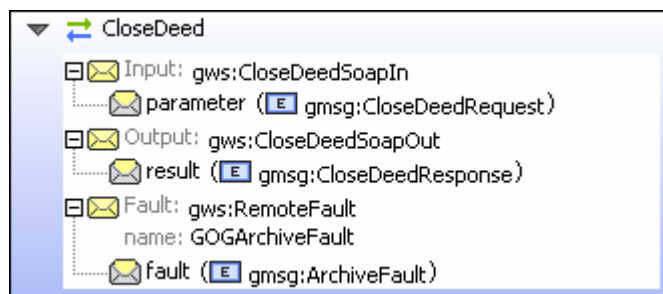 CloseDeed
Input: gws:CloseDeedSoapIn
parameter (E gmsg:CloseDeedRequest)
Output: gws:CloseDeedSoapOut
result (E gmsg:CloseDeedResponse)
Fault: gws:RemoteFault
name: GOGArchiveFault
fault (E gmsg:ArchiveFault)